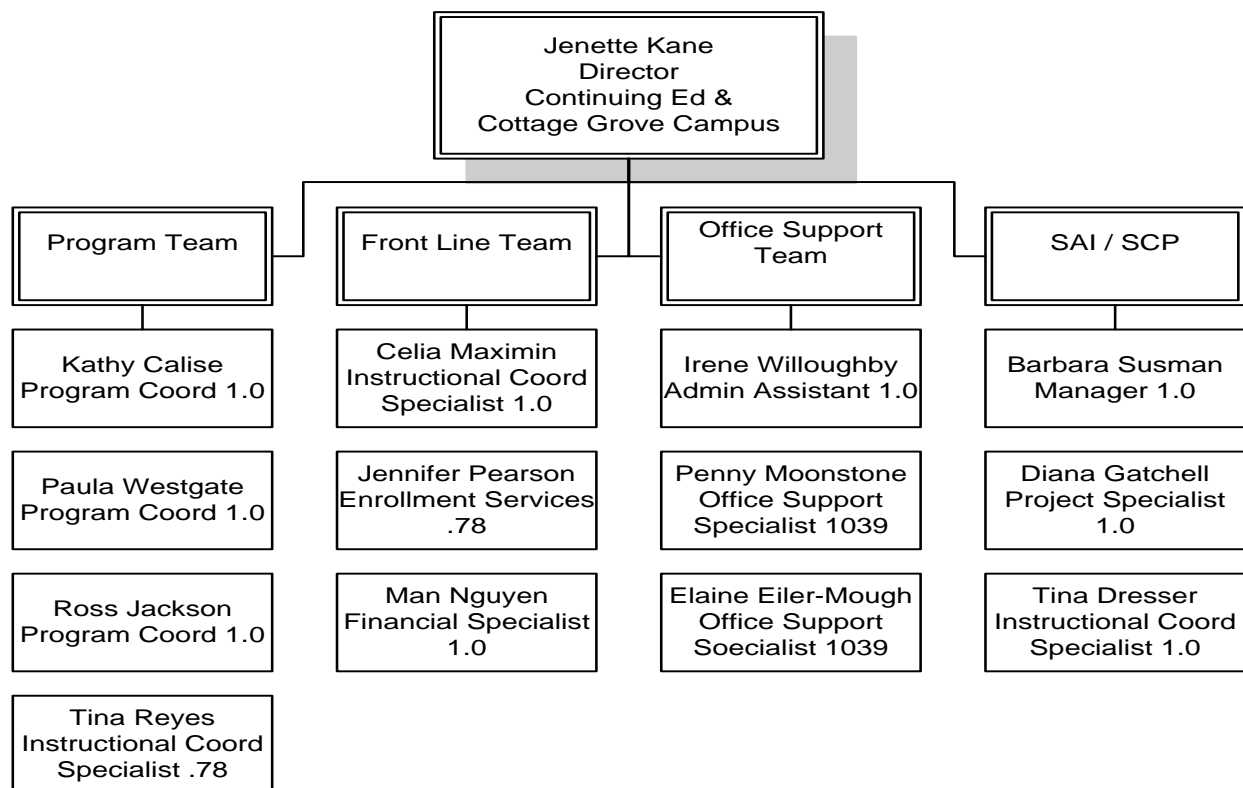 Jenette Kane
Director
Continuing Ed &
Cottage Grove Campus
Program Team
Front Line Team
Office Support
Team
SAI / SCP
Kathy Calise
Program Coord 1.0
Celia Maximin
Instructional Coord
Specialist 1.0
Irene Willoughby
Admin Assistant 1.0
Barbara Susman
Manager 1.0
Paula Westgate
Program Coord 1.0
Jennifer Pearson
Enrollment Services
.78
Penny Moonstone
Office Support
Specialist 1039
Diana Gatchell
Project Specialist
1.0
Ross Jackson
Program Coord 1.0
Man Nguyen
Financial Specialist
1.0
Elaine Eiler-Mough
Office Support
Soecialist 1039
Tina Dresser
Instructional Coord
Specialist 1.0
Tina Reyes
Instructional Coord
Specialist .78